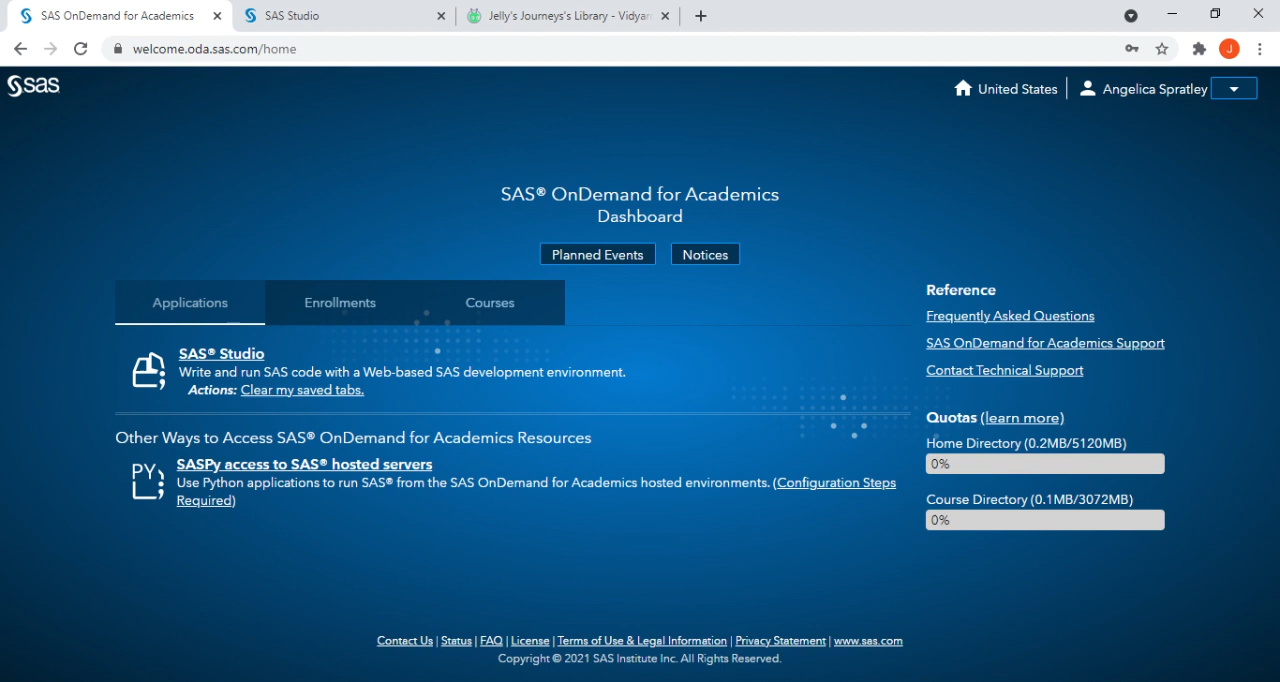 SAS OnDemand for Academics
SAS Studio
Jelly's Journeys's Library - Vidyar
welcome.oda.sas.com/home
J
sas
United States
Angelica Spratley
SAS® OnDemand for Academics
Dashboard
Planned Events
Notices
Applications
Enrollments
Courses
SAS® Studio
Write and run SAS code with a Web-based SAS development environment.
Actions: Clear my saved tabs.
Other Ways to Access SAS® OnDemand for Academics Resources
PY
SASPy access to SAS® hosted servers
Use Python applications to run SAS® from the SAS OnDemand for Academics hosted environments. (Configuration Steps
Required)
Reference
Frequently Asked Questions
SAS OnDemand for Academics Support
Contact Technical Support
Quotas (learn more)
Home Directory (0.2MB/5120MB)
0%
Course Directory (0.1MB/3072MB)
0%
Contact Us | Status | FAQ | License | Terms of Use & Legal Information | Privacy Statement | www.sas.com
Copyright © 2021 SAS Institute Inc. All Rights Reserved.